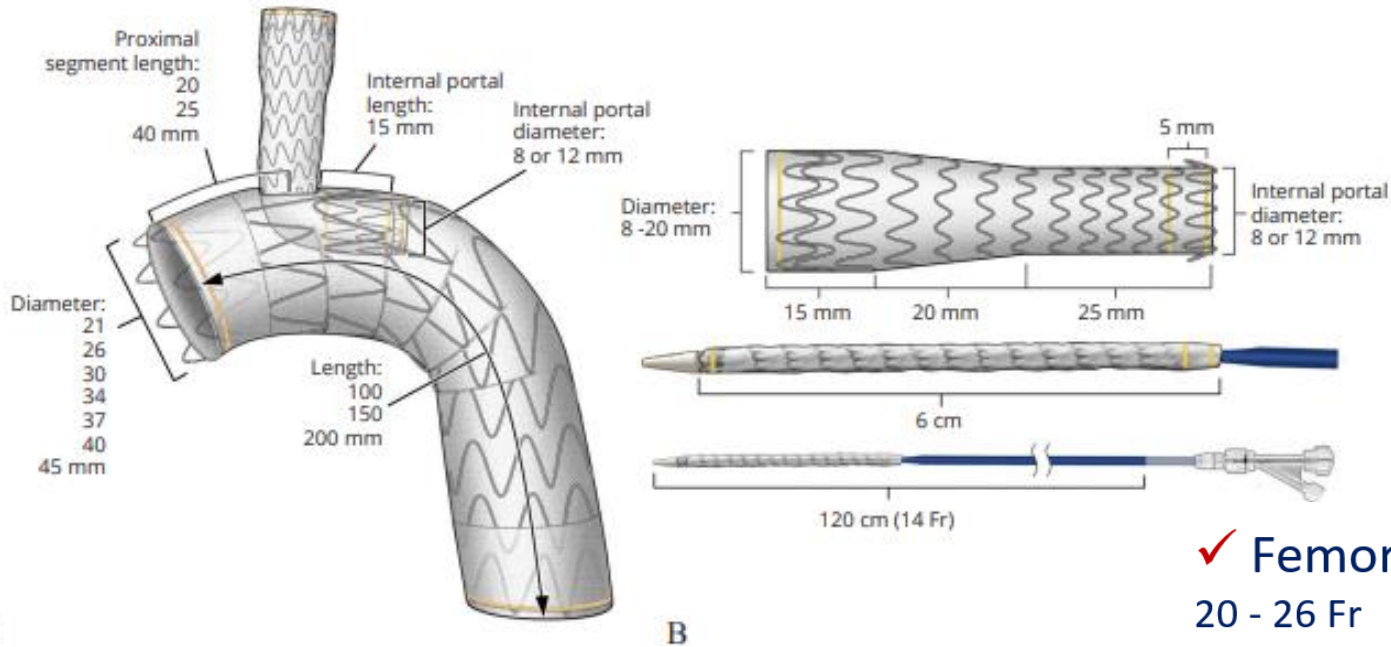 Proximal
segment length:
20
25
40 mm
Internal portal
length:
15 mm
Internal portal
diameter:
8 or 12 mm
Diameter:
21
26
30
34
37
40
45 mm
Length:
100
150
200 mm
5 mm
Diameter:
8 -20 mm
Internal portal
diameter:
8 or 12 mm
15 mm
20 mm
25 mm
6 cm
120 cm (14 Fr)
B
✓ Femor
20 - 26 Fr